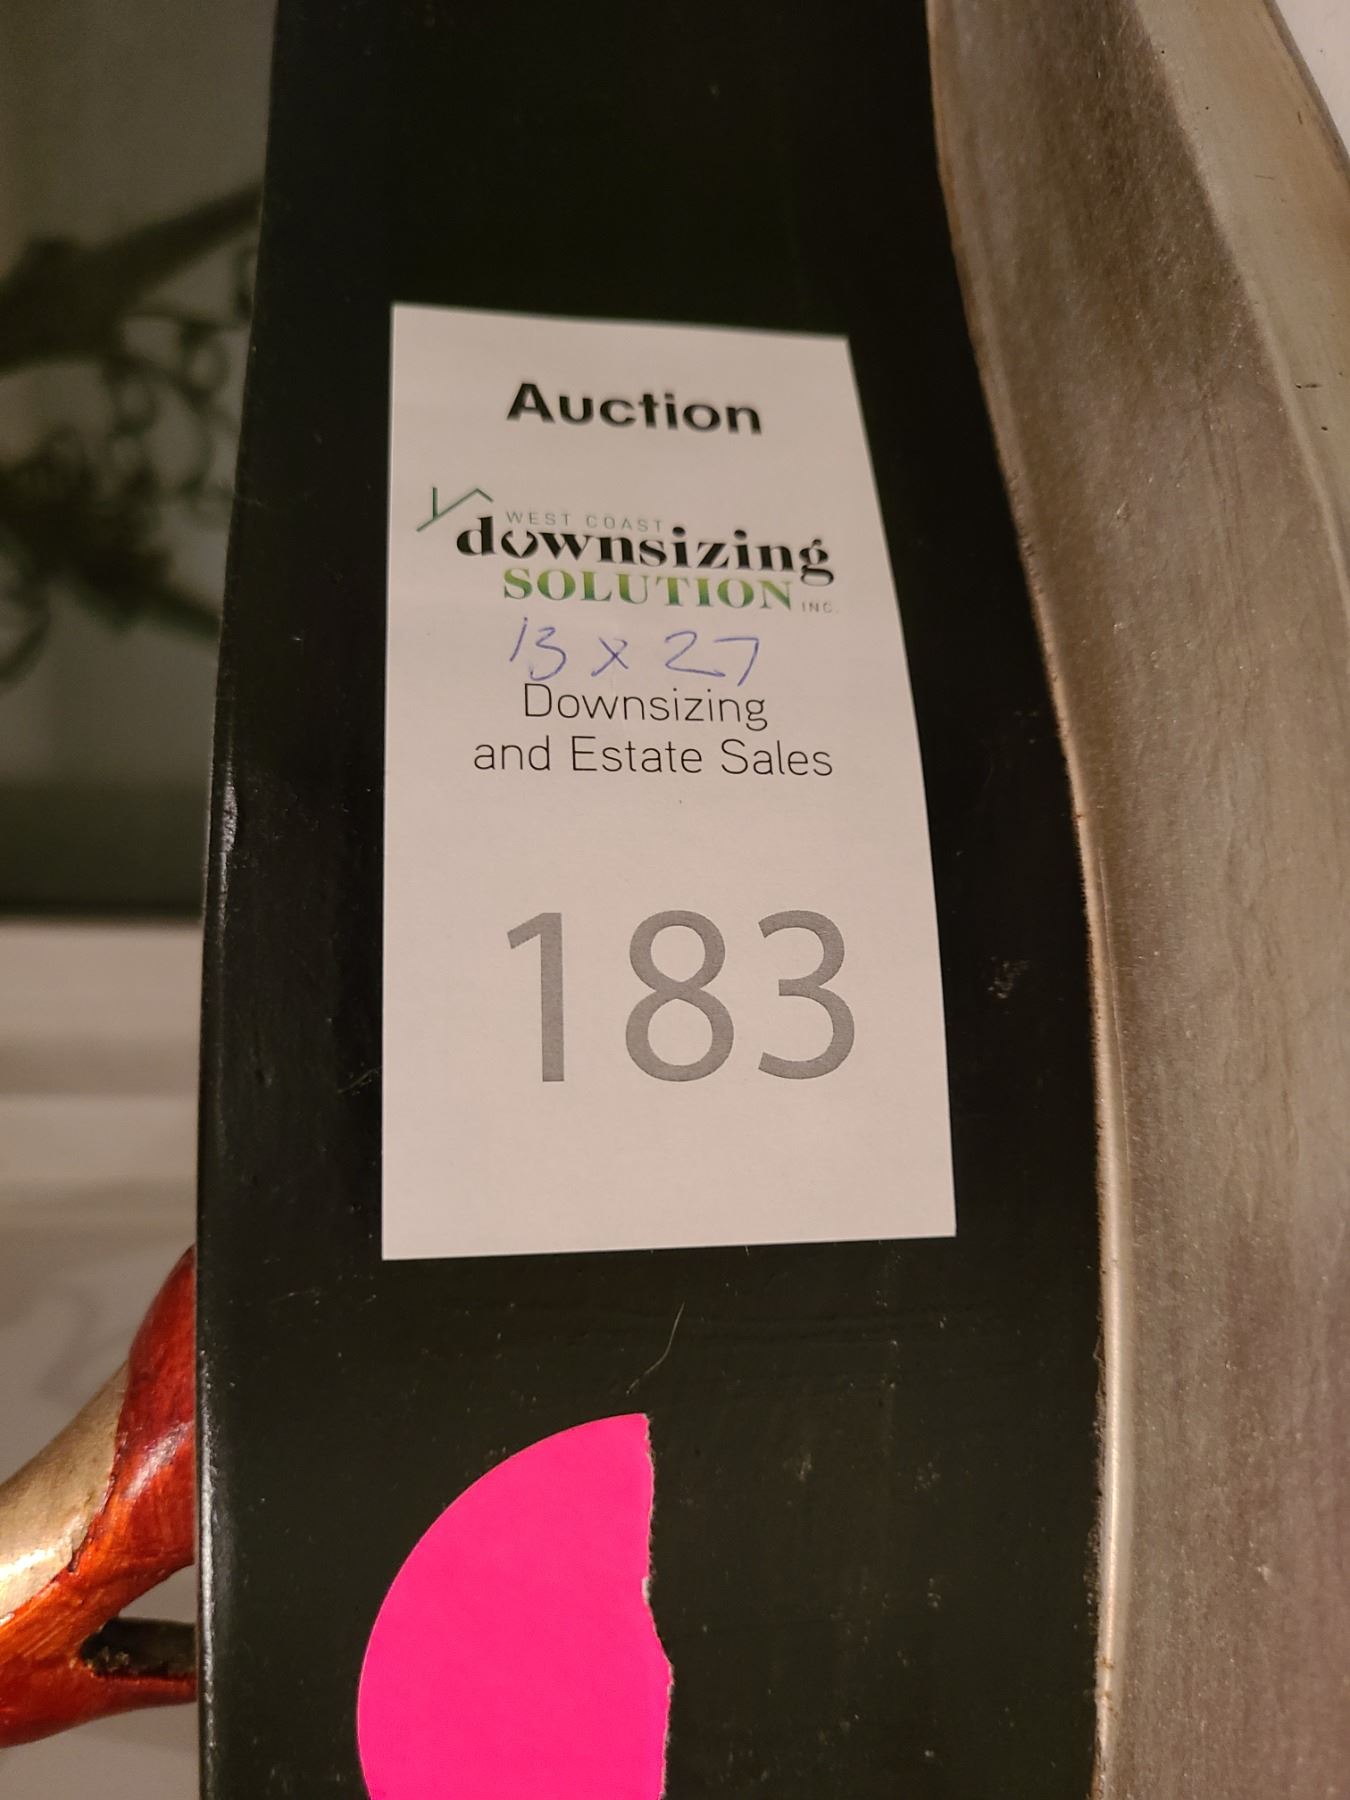 Auction
WEST COAST
downsizing
SOLUTION INC.
13 x 27
Downsizing
and Estate Sales
183